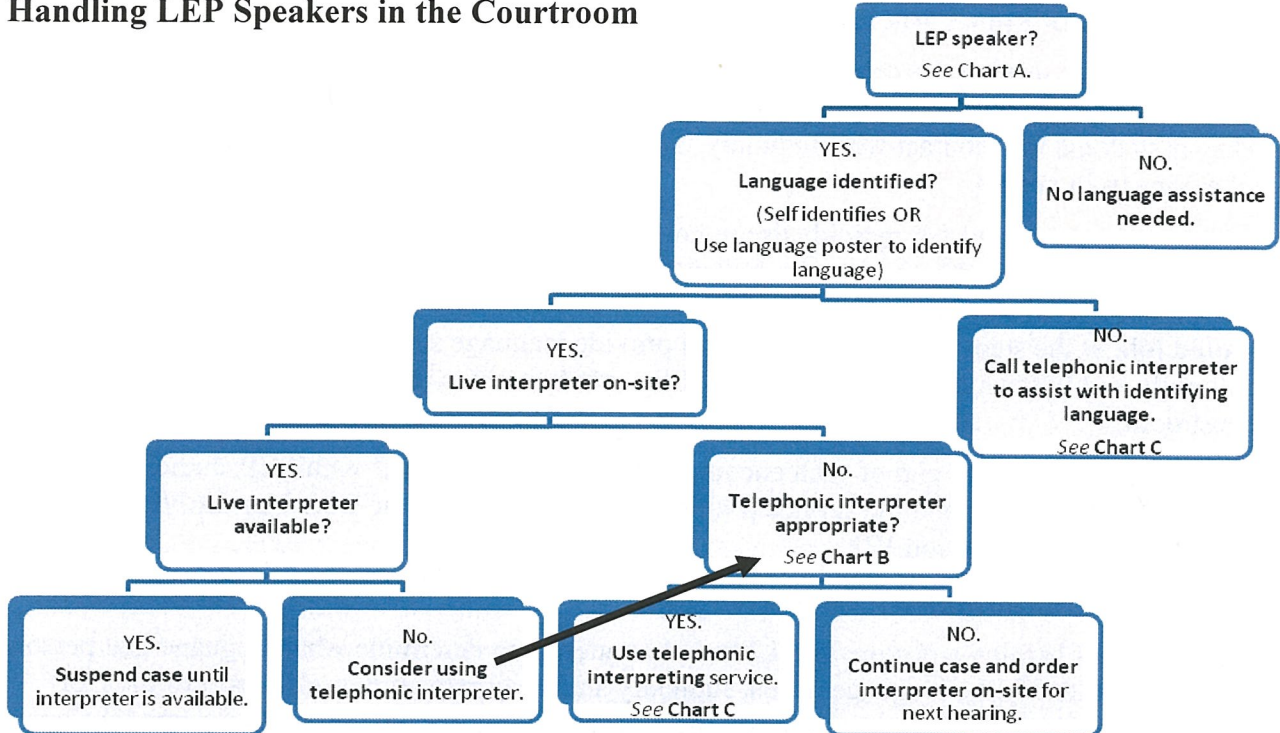 Handling LEP Speakers in the Courtroom
LEP speaker?
See Chart A.
YES.
Language identified?
(Self identifies OR
Use language poster to identify
language)
NO.
No language assistance
needed.
YES.
Live interpreter on-site?
NO.
Call telephonic interpreter
to assist with identifying
language.
See Chart C
YES.
Live interpreter
available?
No.
Telephonic interpreter
appropriate?
See Chart B
YES.
Suspend case until
interpreter is available.
No.
Consider using
telephonic interpreter.
YES.
Use telephonic
interpreting service.
See Chart C
NO.
Continue case and order
interpreter on-site for
next hearing.